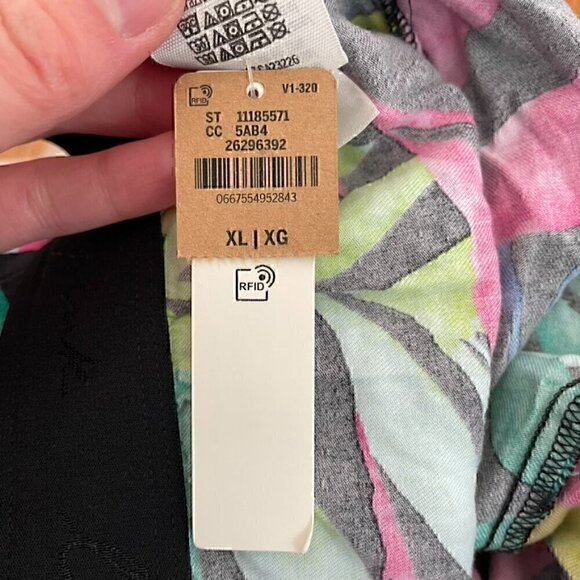 RFID V1-320
ST 11185571
CC 5AB4
26296392
0667554952843
XL | XG
RFID